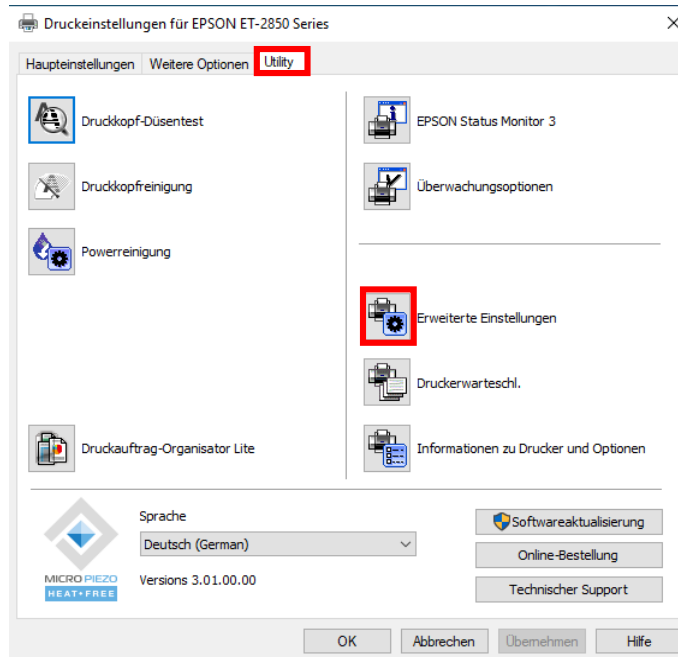 Druckeinstellungen für EPSON ET-2850 Series
Haupteinstellungen Weitere Optionen Utility
Druckkopf-Düsentest
EPSON Status Monitor 3
Druckkopfreinigung
Überwachungsoptionen
Powerreinigung
Erweiterte Einstellungen
Druckerwarteschl.
Druckauftrag-Organisator Lite
Informationen zu Drucker und Optionen
Sprache
Softwareaktualisierung
Deutsch (German)
Online-Bestellung
MICRO PIEZO
HEAT•FREE
Versions 3.01.00.00
Technischer Support
OK Abbrechen Übernehmen Hilfe